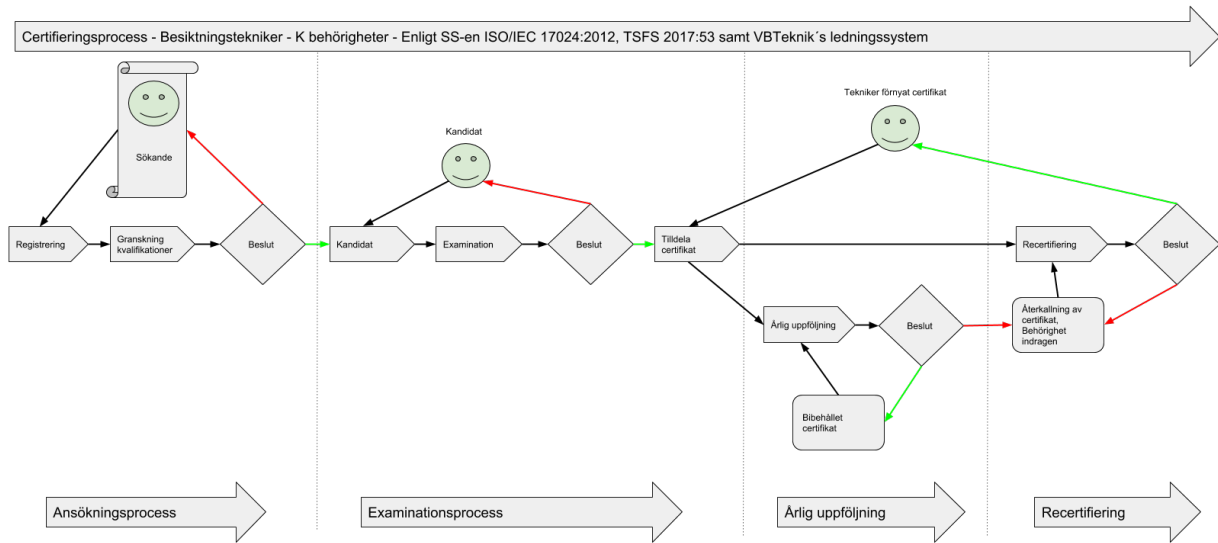 Certifieringsprocess - Besiktningstekniker - K behörigheter - Enligt SS-en ISO/IEC 17024:2012, TSFS 2017:53 samt VBTeknik´s ledningssystem
Sökande
Kandidat
Tekniker förnyat certifikat
Registrering
Granskning
kvalifikationer
Beslut
Kandidat
Examination
Beslut
Tilldela
certifikat
Recertifiering
Beslut
Årlig uppföljning
Beslut
Återkallning av
certifikat,
Behörighet
indragen
Bibehållet
certifikat
Ansökningsprocess
Examinationsprocess
Årlig uppföljning
Recertifiering